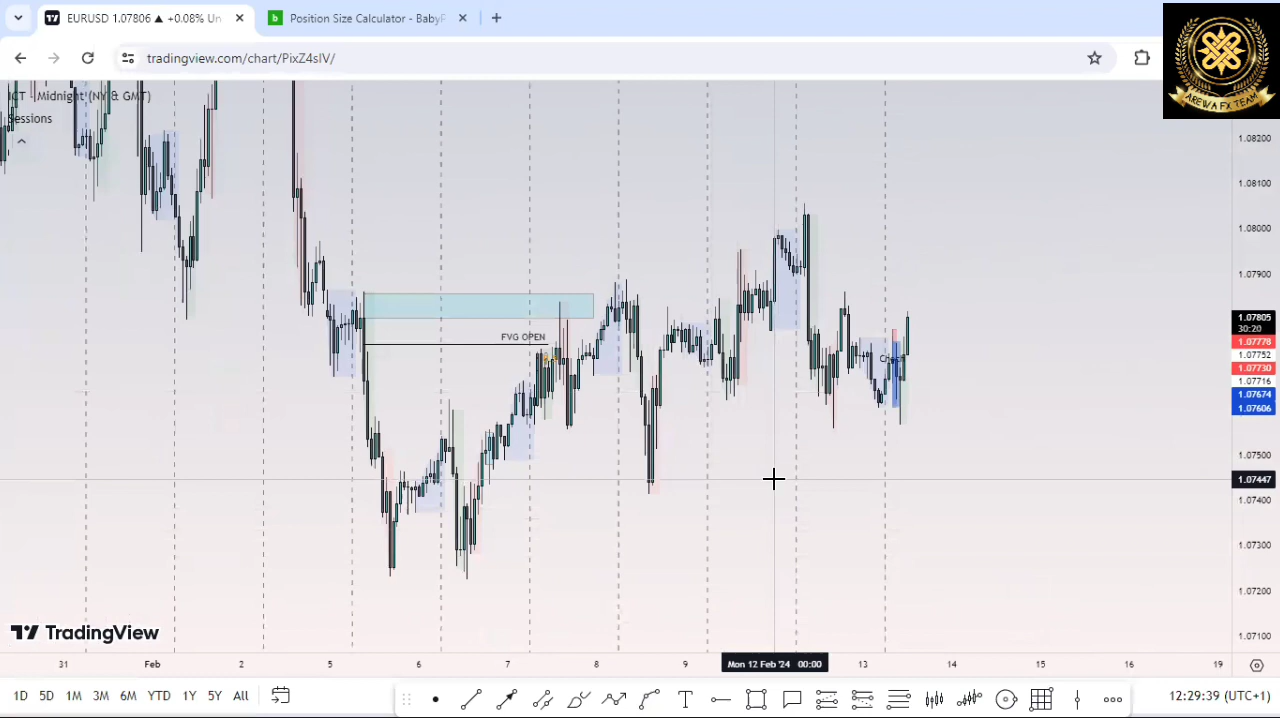 EURUSD 1.07806 ▲ +0.08% Un
Position Size Calculator - BabyP
tradingview.com/chart/PixZ4sIV/
AREWA FX TEAM
ICT - Midnight (NY & GMT)
Sessions
1.08200
1.08100
1.08000
1.07900
FVG OPEN
1.07805
30:20
1.07778
1.07752
1.07730
1.07716
1.07674
1.07606
1.07500
1.07447
1.07400
1.07300
1.07200
1.07100
TradingView
31 Feb 2 5 6 7 8 9 Mon 12 Feb '24 00:00 13 14 15 16 19
1D 5D 1M 3M 6M YTD 1Y 5Y All
12:29:39 (UTC+1)